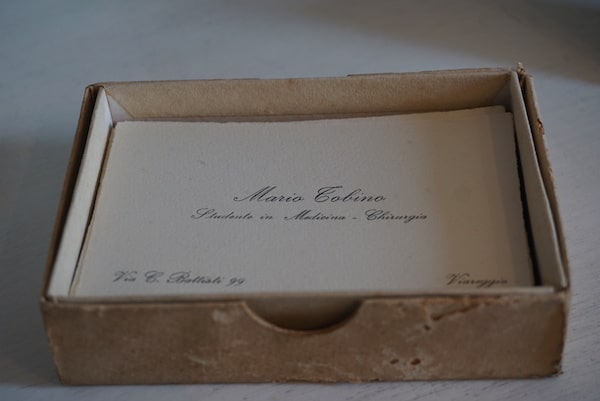 Mario Tobino
Studente in Medicina - Chirurgia
Via C. Battisti 99
Viareggio